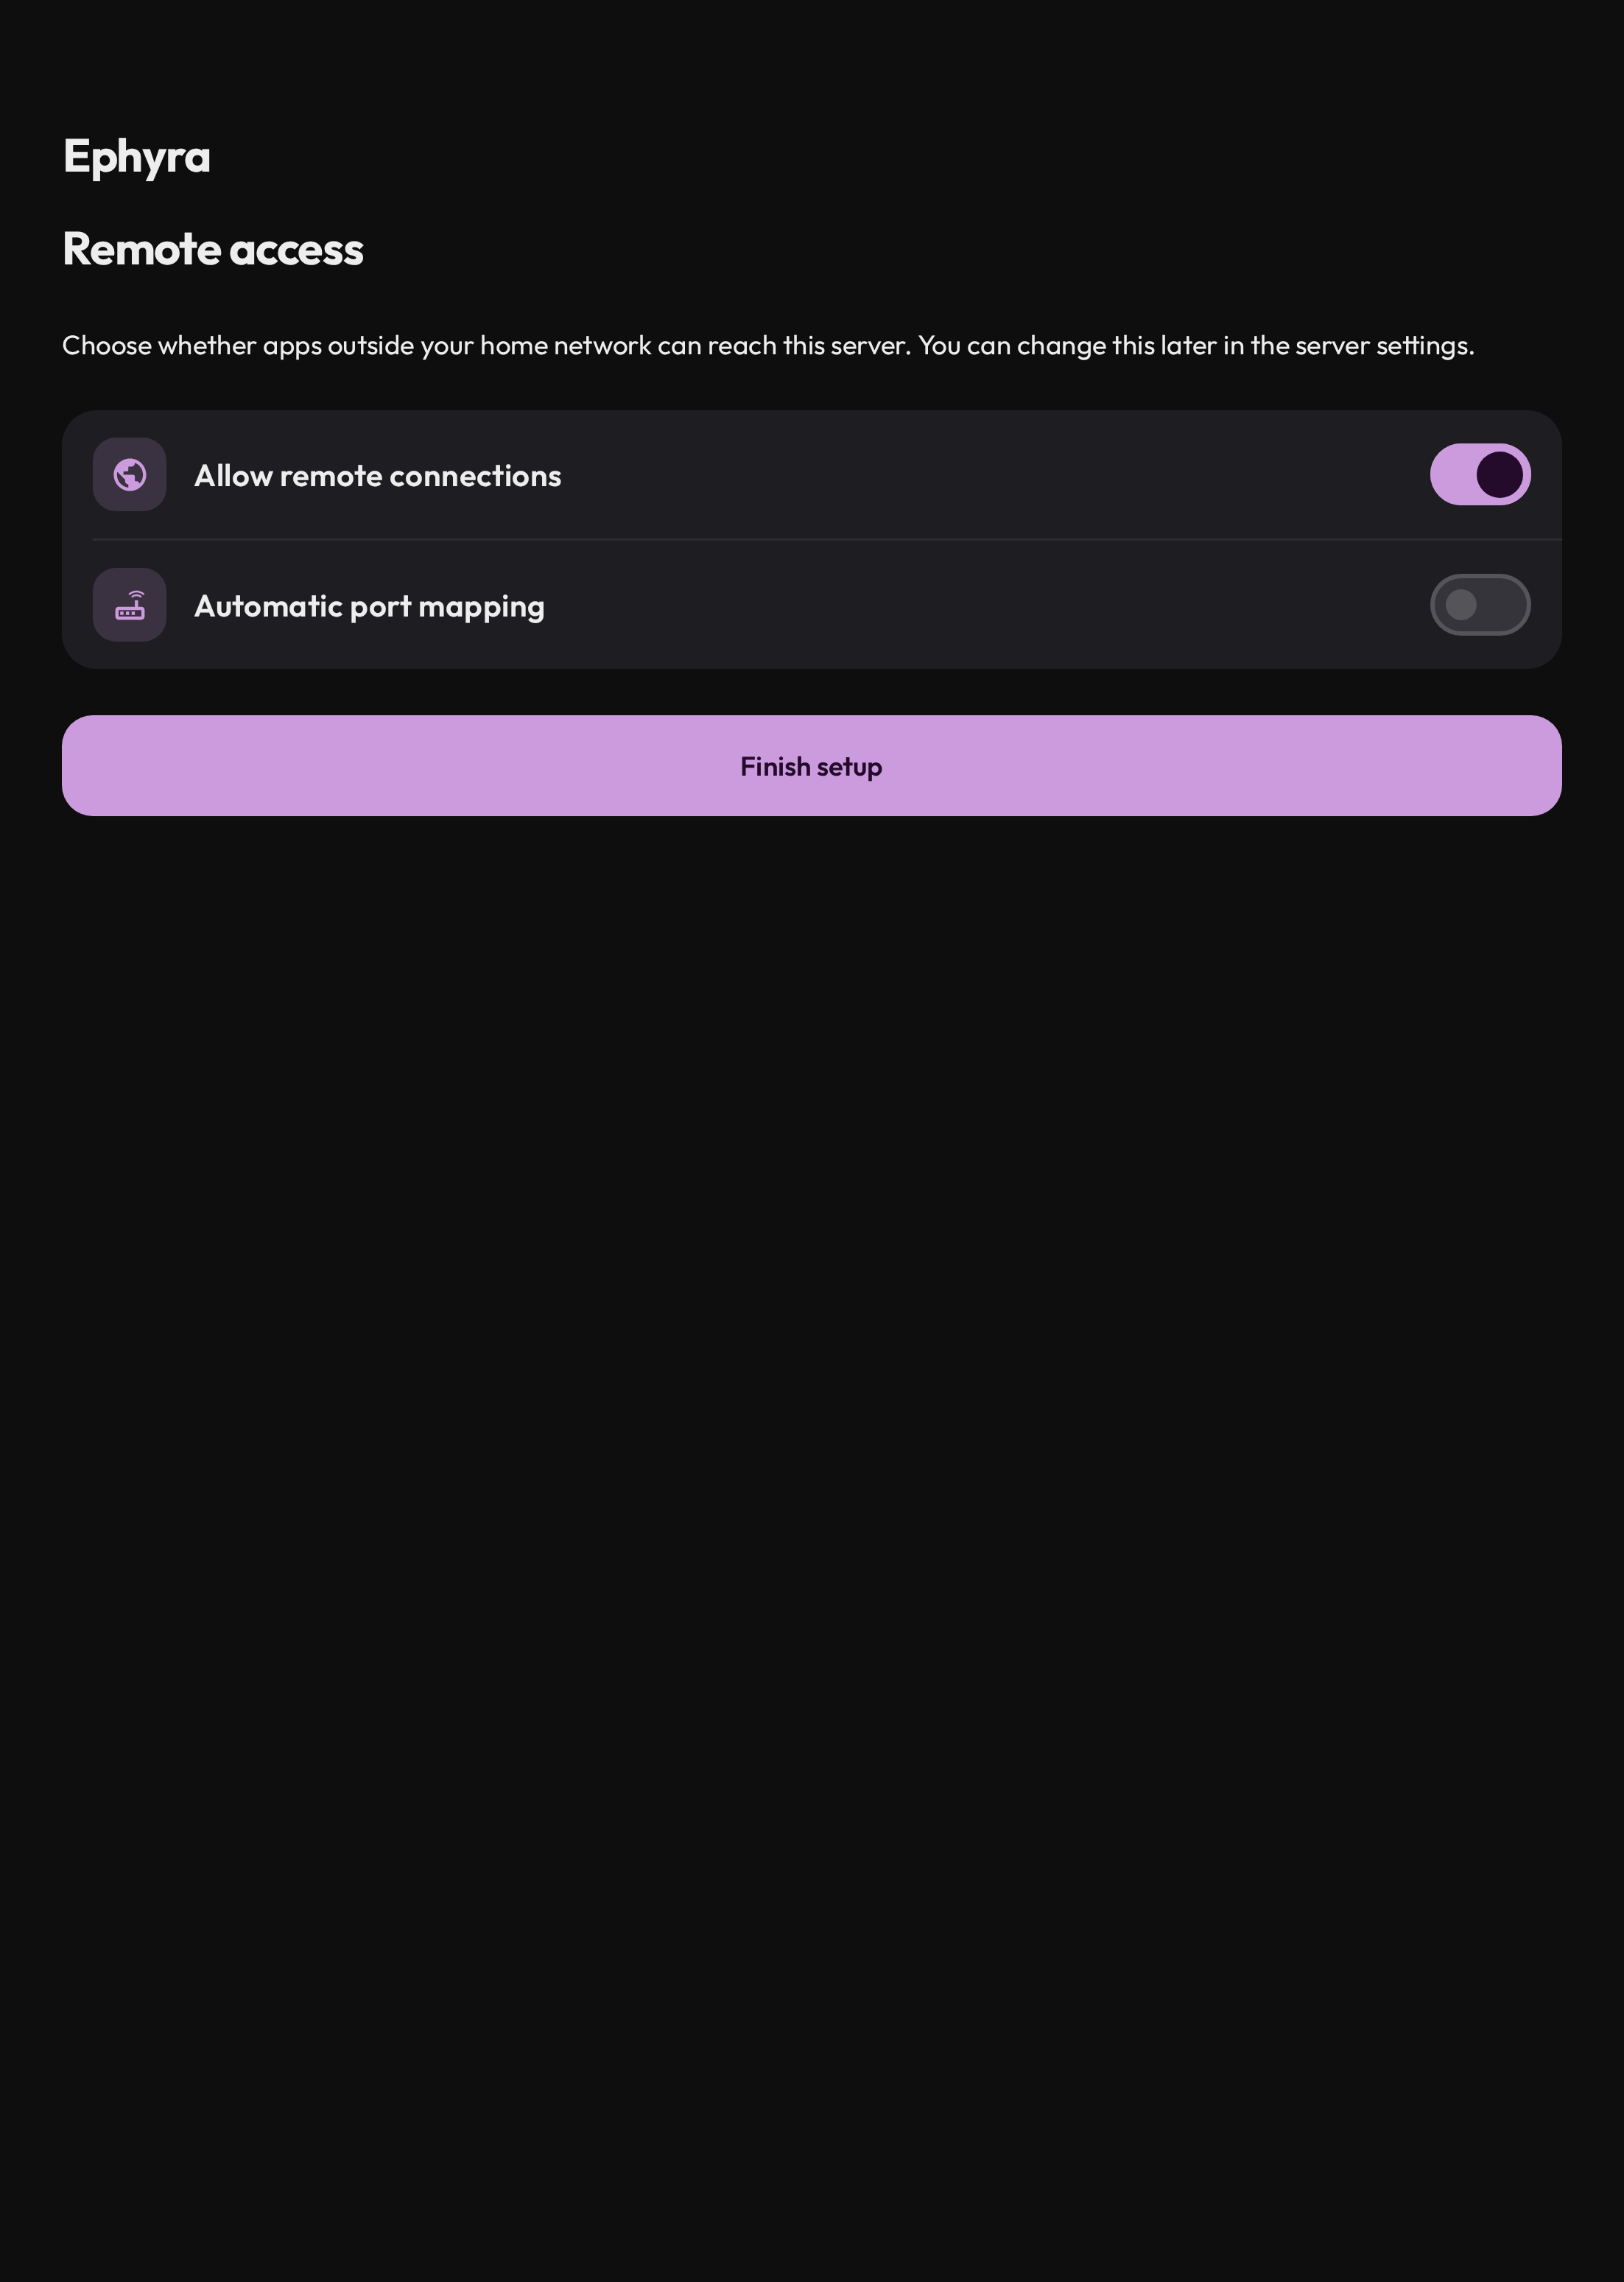 Ephyra
Remote access
Choose whether apps outside your home network can reach this server. You can change this later in the server settings.
Allow remote connections
Automatic port mapping
Finish setup